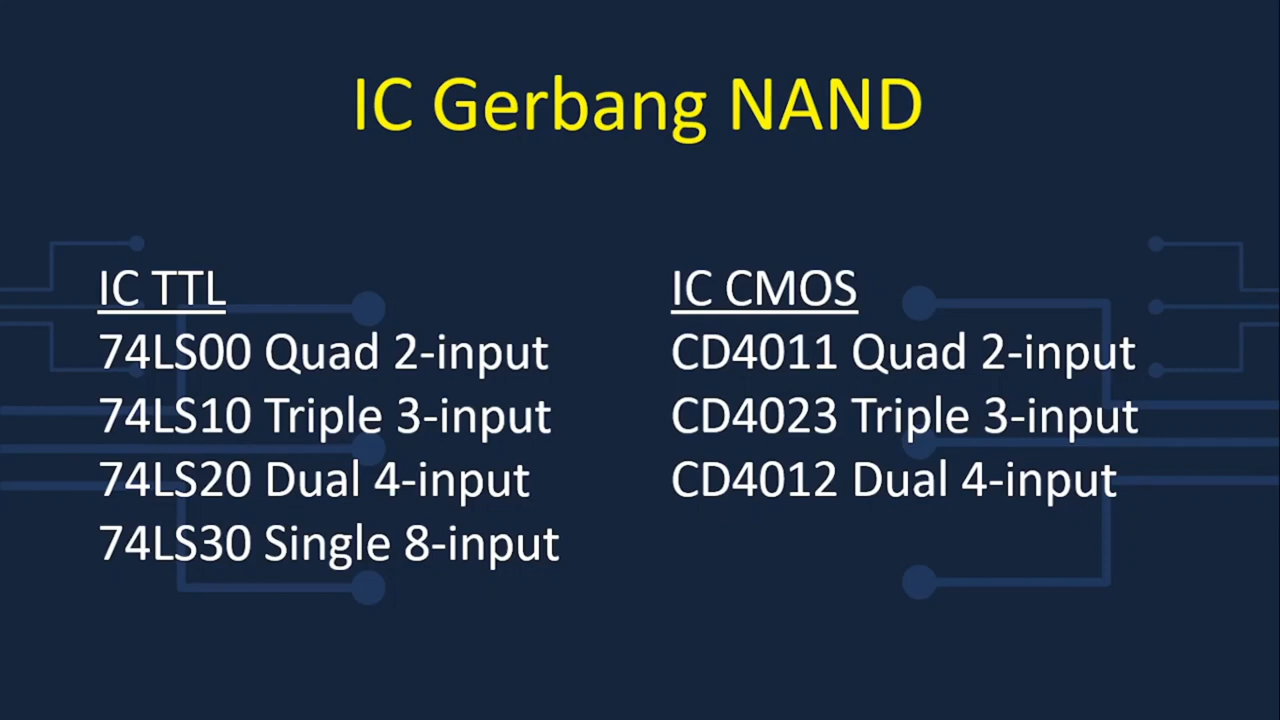 IC Gerbang NAND
IC TTL
74LS00 Quad 2-input
74LS10 Triple 3-input
74LS20 Dual 4-input
74LS30 Single 8-input
IC CMOS
CD4011 Quad 2-input
CD4023 Triple 3-input
CD4012 Dual 4-input